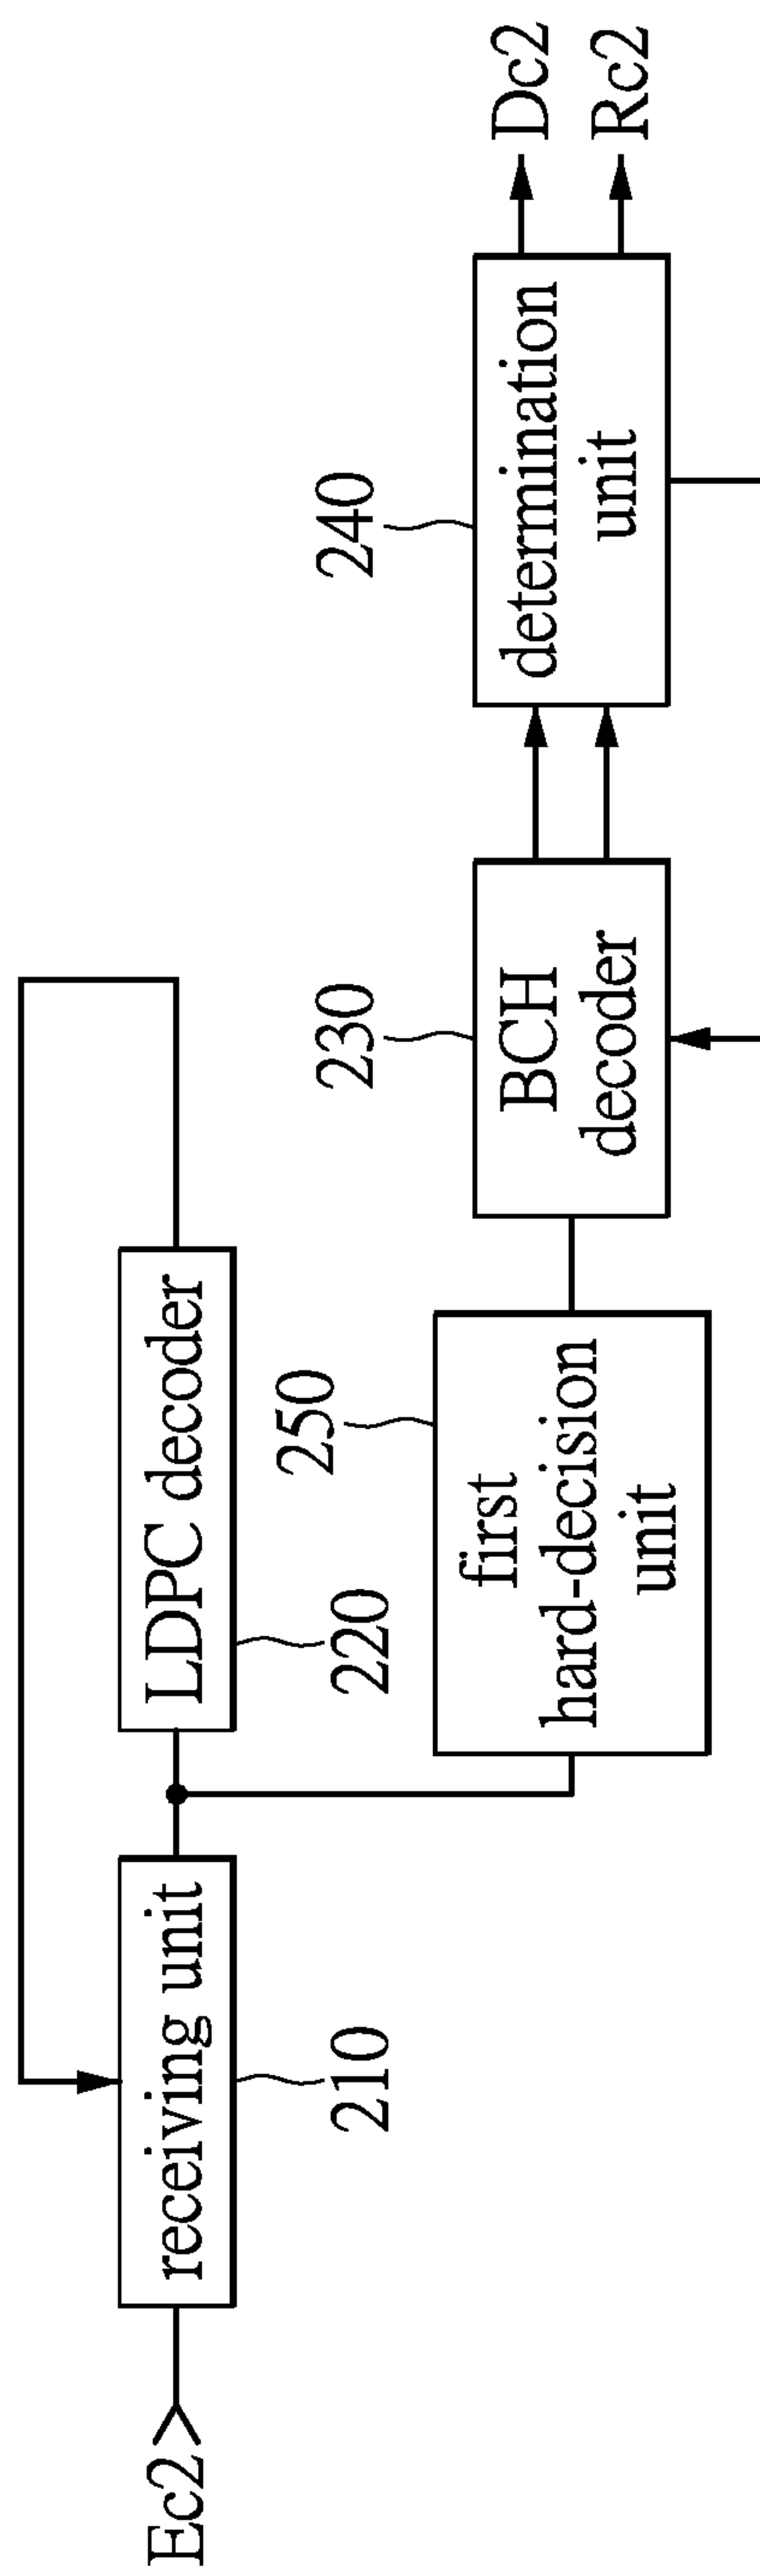 Ec2
receiving unit
210
LDPC decoder
220
first
hard-decision
unit
250
BCH
decoder
230
determination
unit
240
Dc2
Rc2